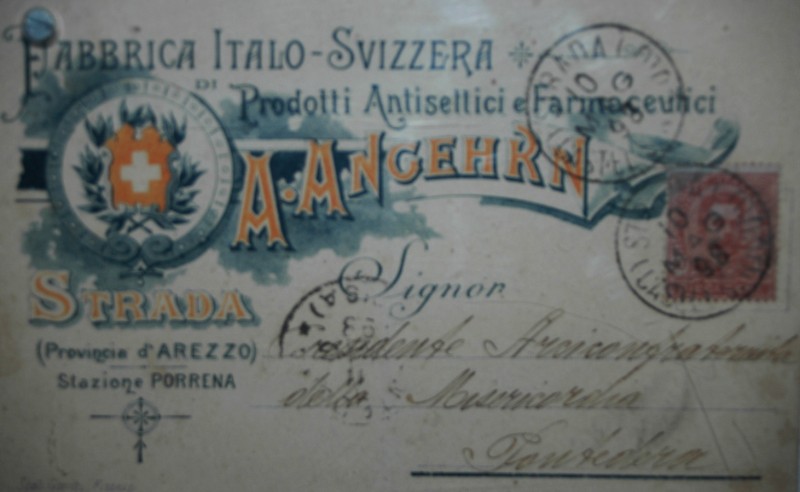 FABBRICA ITALO-SVIZZERA
DI
Prodotti Antisettici e Farmaceutici
A. ANGEHRN
STRADA
(Provincia d'AREZZO)
Stazione PORRENA
Signor
Presidente Arciconfraternita
della Misericordia
Pontedera